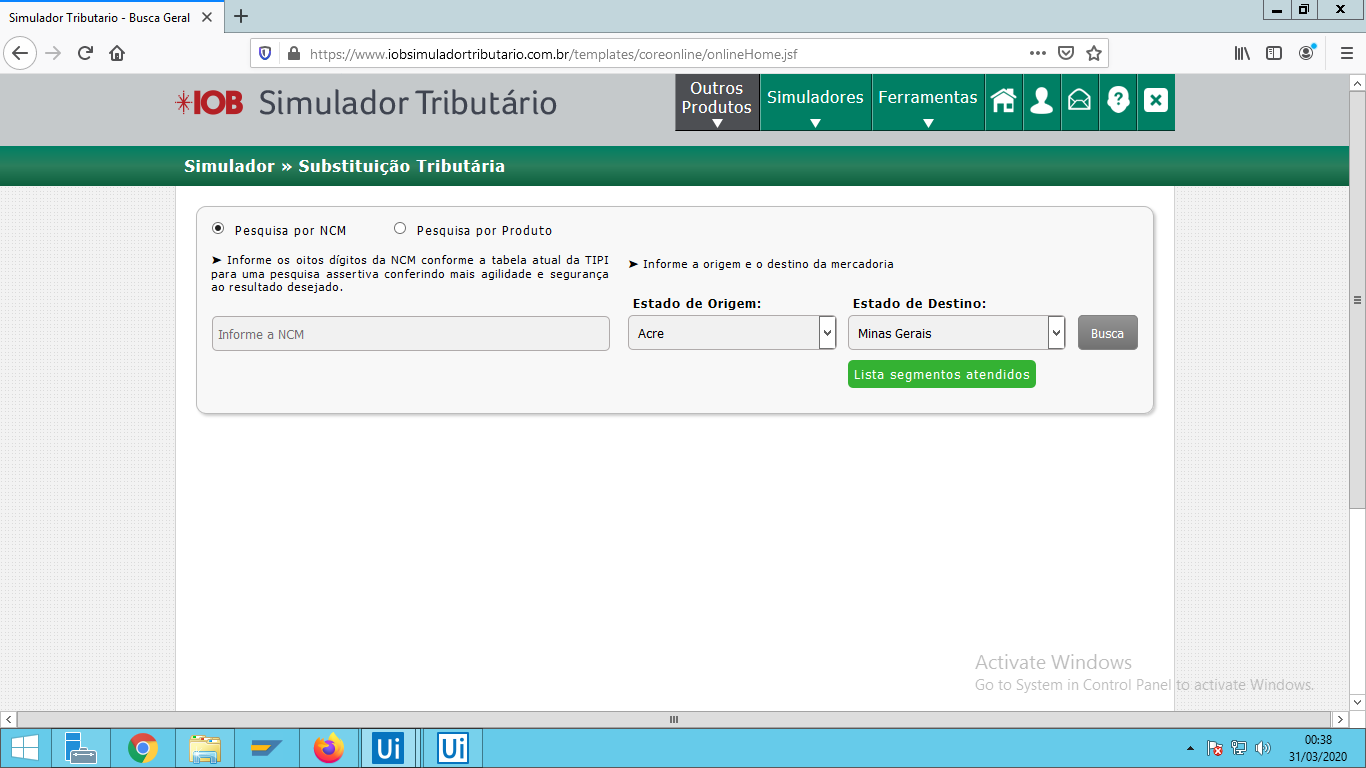 Simulador Tributario - Busca Geral
https://www.iobsimuladortributario.com.br/templates/coreonline/onlineHome.jsf
IOB Simulador Tributário
Outros Produtos
Simuladores
Ferramentas
?
Simulador » Substituição Tributária
Pesquisa por NCM
Pesquisa por Produto
➤ Informe os oitos dígitos da NCM conforme a tabela atual da TIPI
para uma pesquisa assertiva conferindo mais agilidade e segurança
ao resultado desejado.
➤ Informe a origem e o destino da mercadoria
Estado de Origem:
Estado de Destino:
Informe a NCM
Acre
Minas Gerais
Busca
Lista segmentos atendidos
Activate Windows
Go to System in Control Panel to activate Windows.
Ui
Ui
00:38
31/03/2020